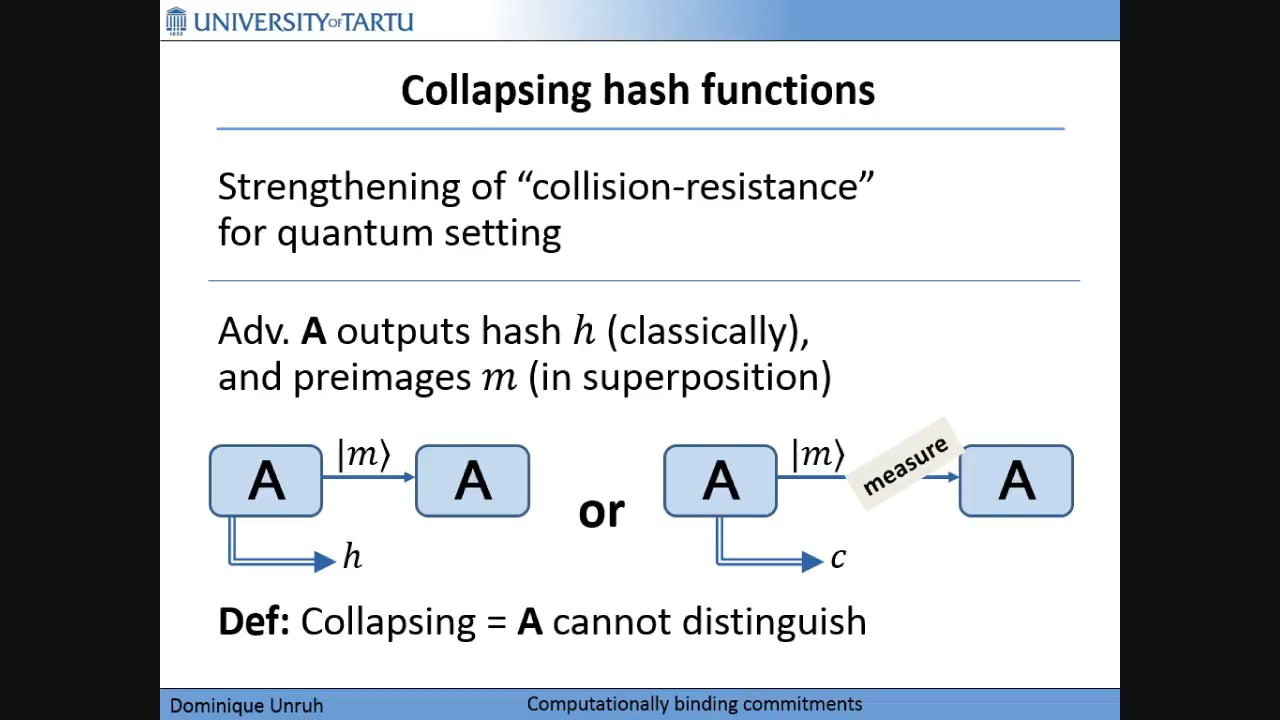 UNIVERSITY OF TARTU
1632
Collapsing hash functions
Strengthening of “collision-resistance”
for quantum setting
Adv. A outputs hash h (classically),
and preimages m (in superposition)
A |m⟩ A
h
or
A |m⟩ measure A
c
Def: Collapsing = A cannot distinguish
Dominique Unruh
Computationally binding commitments